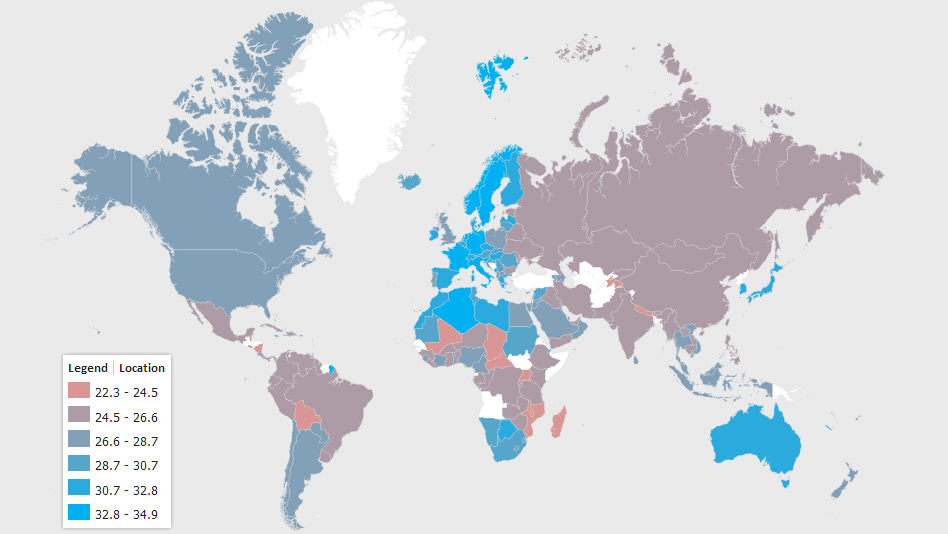 Legend Location
22.3 - 24.5
24.5 - 26.6
26.6 - 28.7
28.7 - 30.7
30.7 - 32.8
32.8 - 34.9